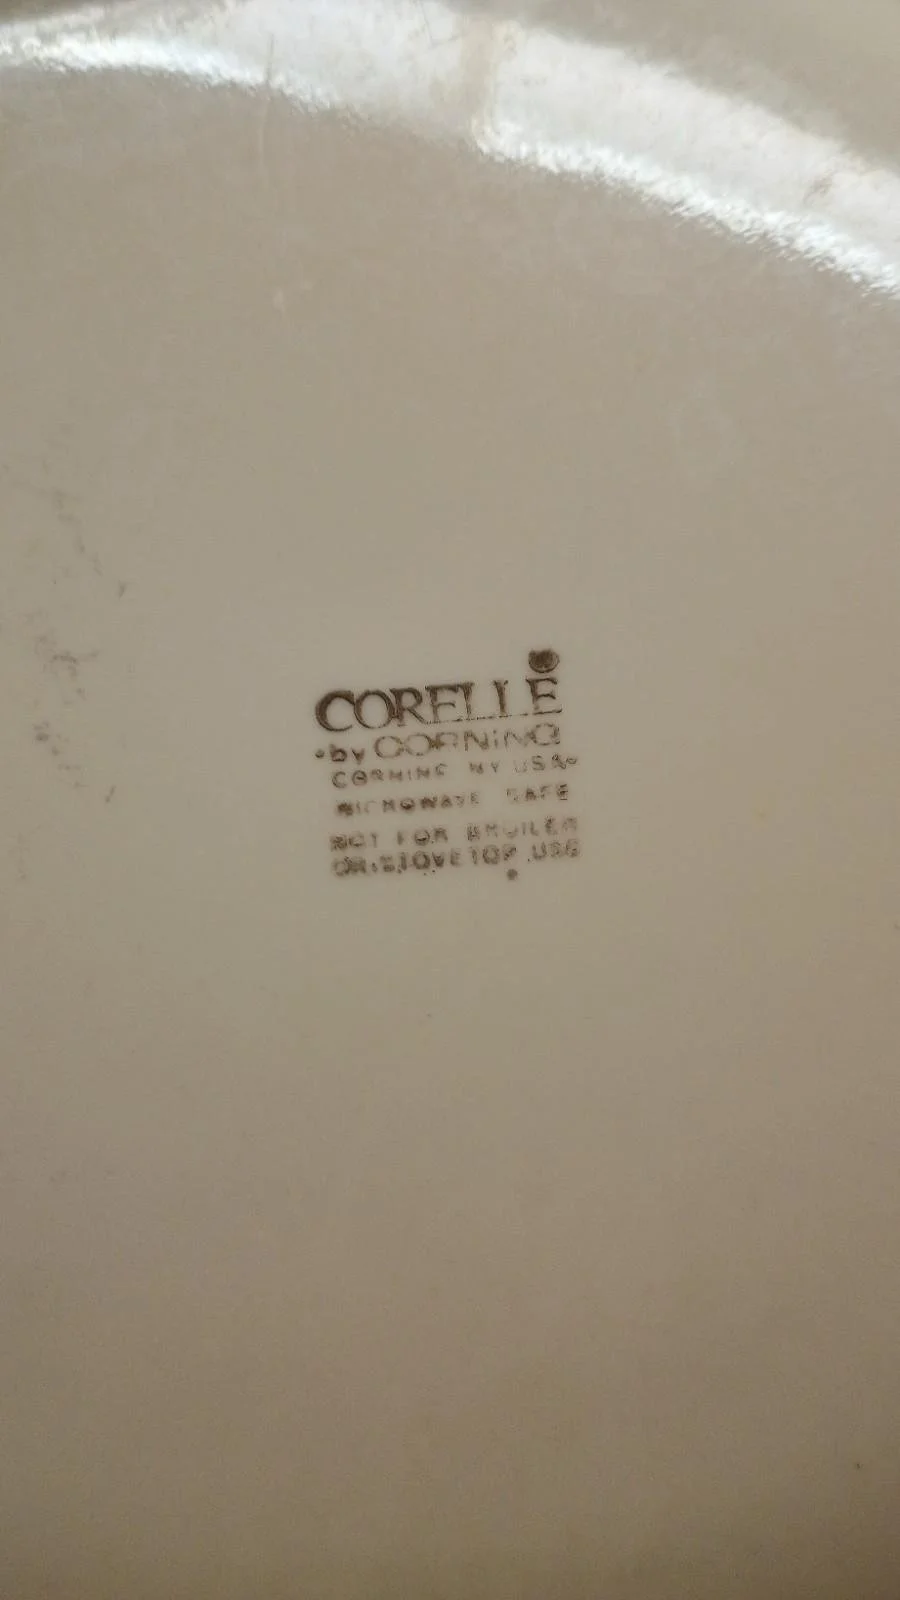 CORELLE
by CORNING
CORNING NY USA
MICROWAVE SAFE
NOT FOR BROILER
OR STOVETOP USE